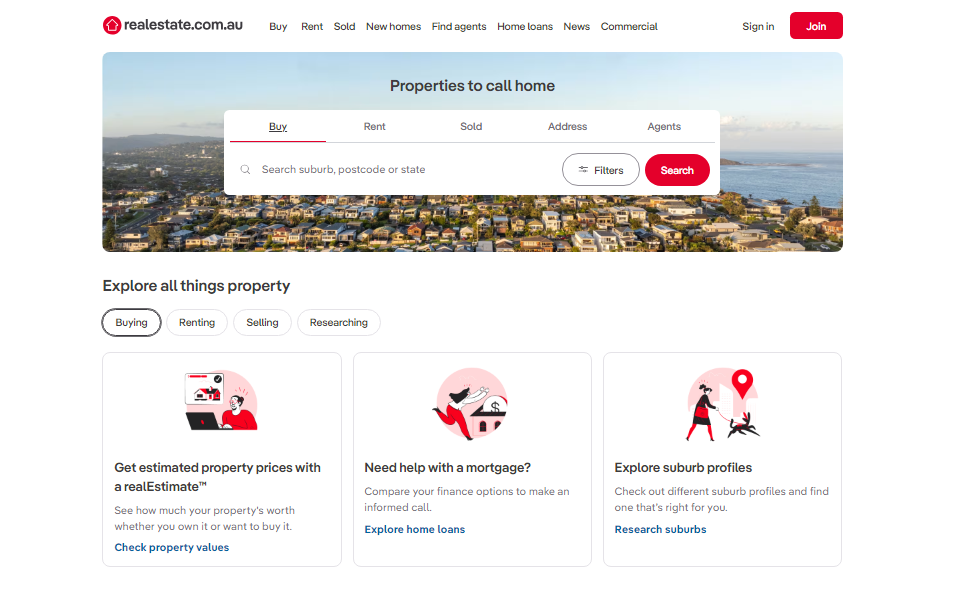 realestate.com.au
Buy Rent Sold New homes Find agents Home loans News Commercial
Sign in Join
Properties to call home
Buy Rent Sold Address Agents
Search suburb, postcode or state Filters Search
Explore all things property
Buying Renting Selling Researching
$
Get estimated property prices with
a realEstimate™
See how much your property's worth
whether you own it or want to buy it.
Check property values
Need help with a mortgage?
Compare your finance options to make an
informed call.
Explore home loans
Explore suburb profiles
Check out different suburb profiles and find
one that's right for you.
Research suburbs